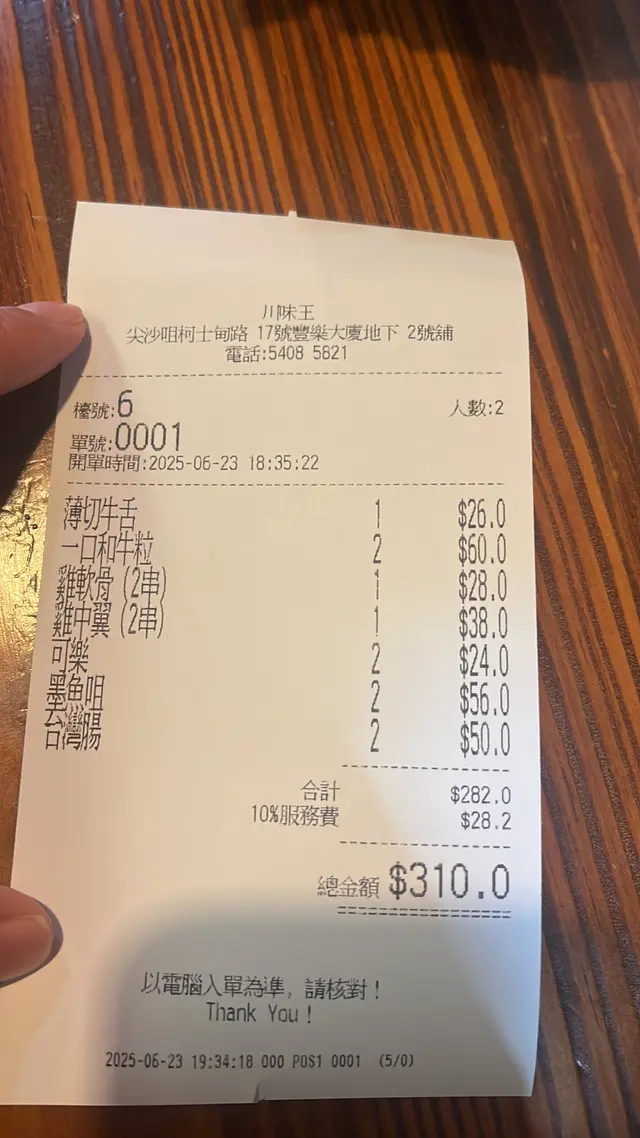 川味王
尖沙咀柯士甸路 17號豐樂大廈地下 2號舖
電話:5408 5821
檯號:6 人數:2
單號:0001
開單時間:2025-06-23 18:35:22
薄切牛舌 1 $26.0
一口和牛粒 2 $60.0
雞軟骨 (2串) 1 $28.0
雞中翼 (2串) 1 $38.0
可樂 2 $24.0
墨魚咀 2 $56.0
台灣腸 2 $50.0
合計 $282.0
10%服務費 $28.2
總金額 $310.0
以電腦入單為準, 請核對!
Thank You!
2025-06-23 19:34:18 000 POS1 0001 (5/0)